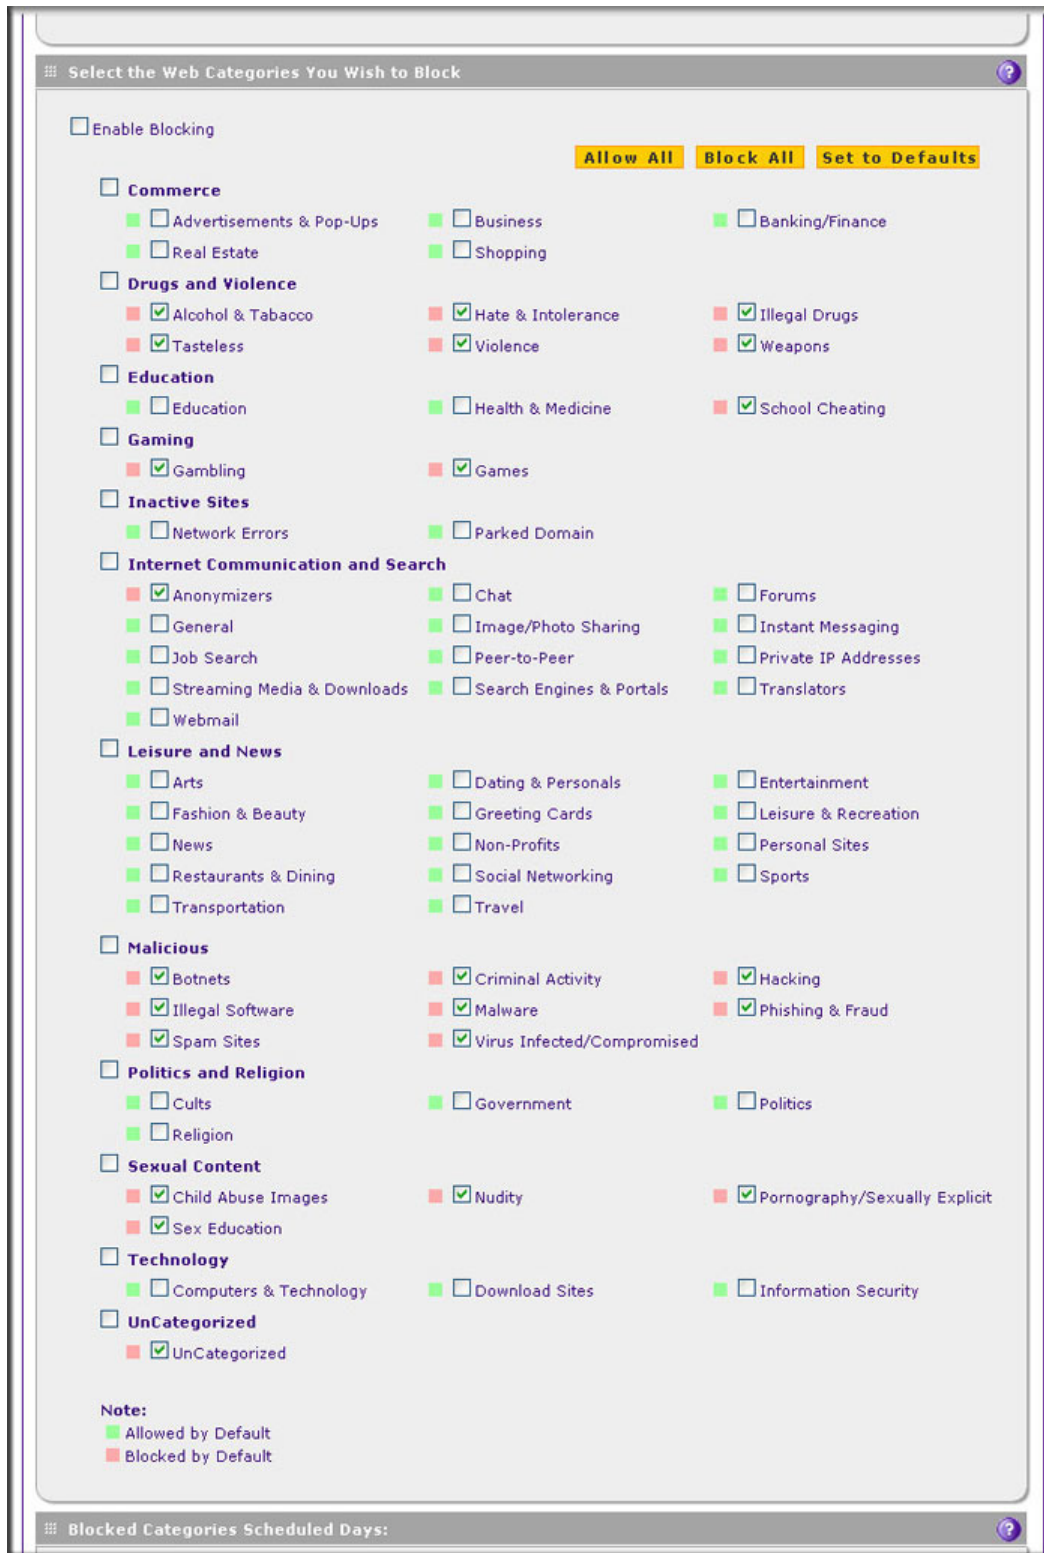 Select the Web Categories You Wish to Block
Enable Blocking
Allow All Block All Set to Defaults
Commerce
Advertisements & Pop-Ups Business Banking/Finance
Real Estate Shopping
Drugs and Violence
Alcohol & Tabacco Hate & Intolerance Illegal Drugs
Tasteless Violence Weapons
Education
Education Health & Medicine School Cheating
Gaming
Gambling Games
Inactive Sites
Network Errors Parked Domain
Internet Communication and Search
Anonymizers Chat Forums
General Image/Photo Sharing Instant Messaging
Job Search Peer-to-Peer Private IP Addresses
Streaming Media & Downloads Search Engines & Portals Translators
Webmail
Leisure and News
Arts Dating & Personals Entertainment
Fashion & Beauty Greeting Cards Leisure & Recreation
News Non-Profits Personal Sites
Restaurants & Dining Social Networking Sports
Transportation Travel
Malicious
Botnets Criminal Activity Hacking
Illegal Software Malware Phishing & Fraud
Spam Sites Virus Infected/Compromised
Politics and Religion
Cults Government Politics
Religion
Sexual Content
Child Abuse Images Nudity Pornography/Sexually Explicit
Sex Education
Technology
Computers & Technology Download Sites Information Security
UnCategorized
UnCategorized
Note:
Allowed by Default
Blocked by Default
Blocked Categories Scheduled Days: